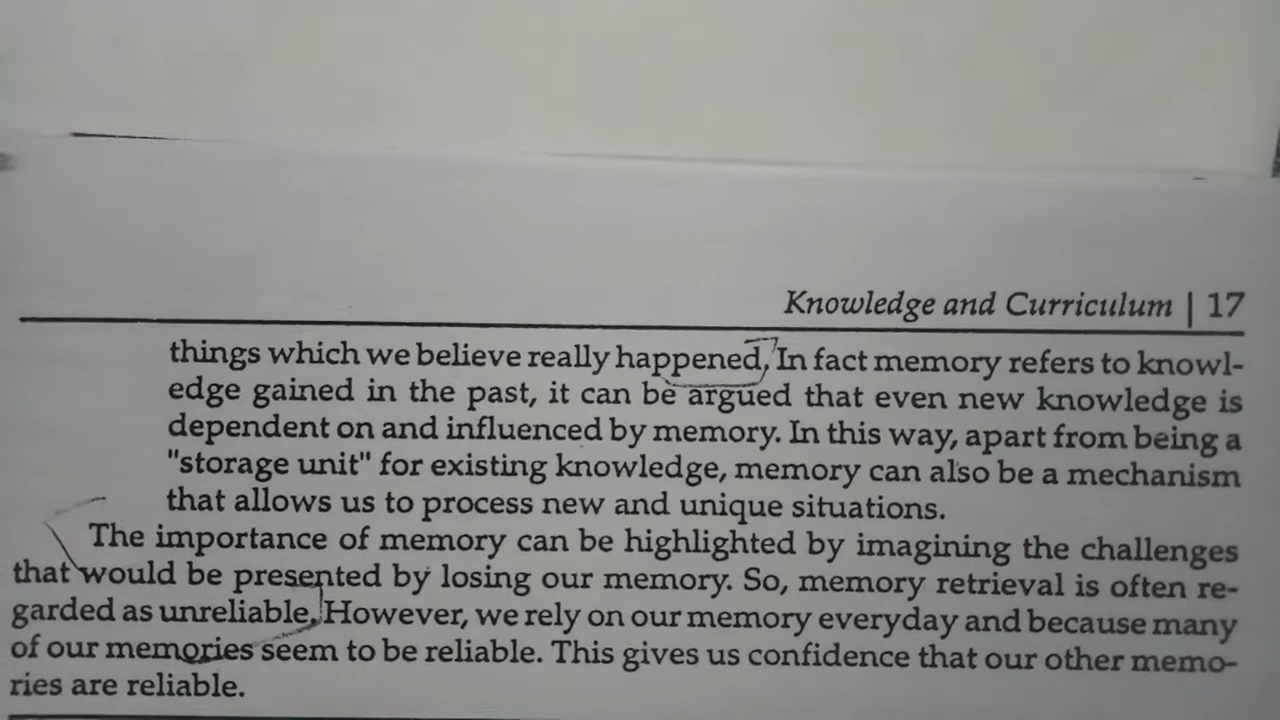 Knowledge and Curriculum | 17
things which we believe really happened. In fact memory refers to knowl-
edge gained in the past, it can be argued that even new knowledge is
dependent on and influenced by memory. In this way, apart from being a
"storage unit" for existing knowledge, memory can also be a mechanism
that allows us to process new and unique situations.
The importance of memory can be highlighted by imagining the challenges
that would be presented by losing our memory. So, memory retrieval is often re-
garded as unreliable. However, we rely on our memory everyday and because many
of our memories seem to be reliable. This gives us confidence that our other memo-
ries are reliable.